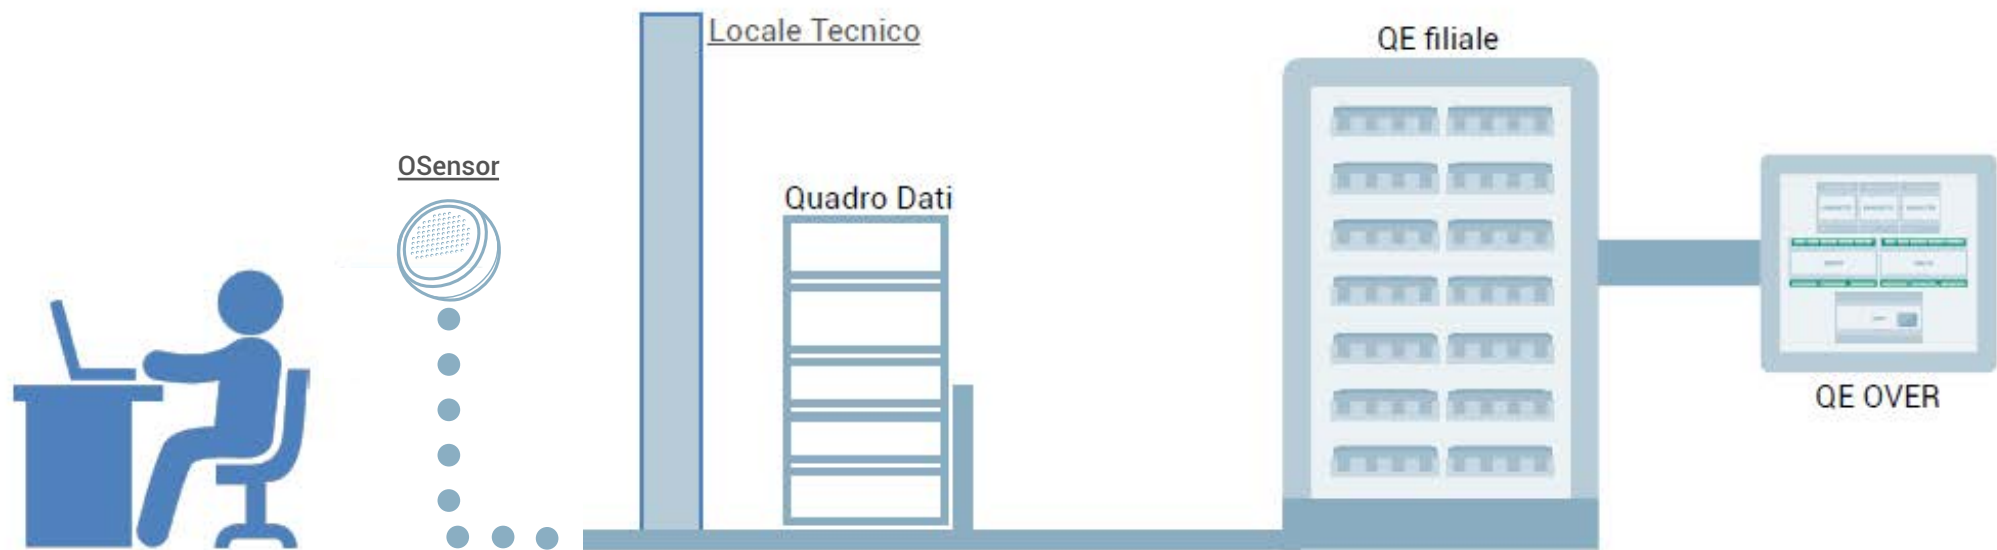 Locale Tecnico
QE filiale
OSensor
Quadro Dati
QE OVER